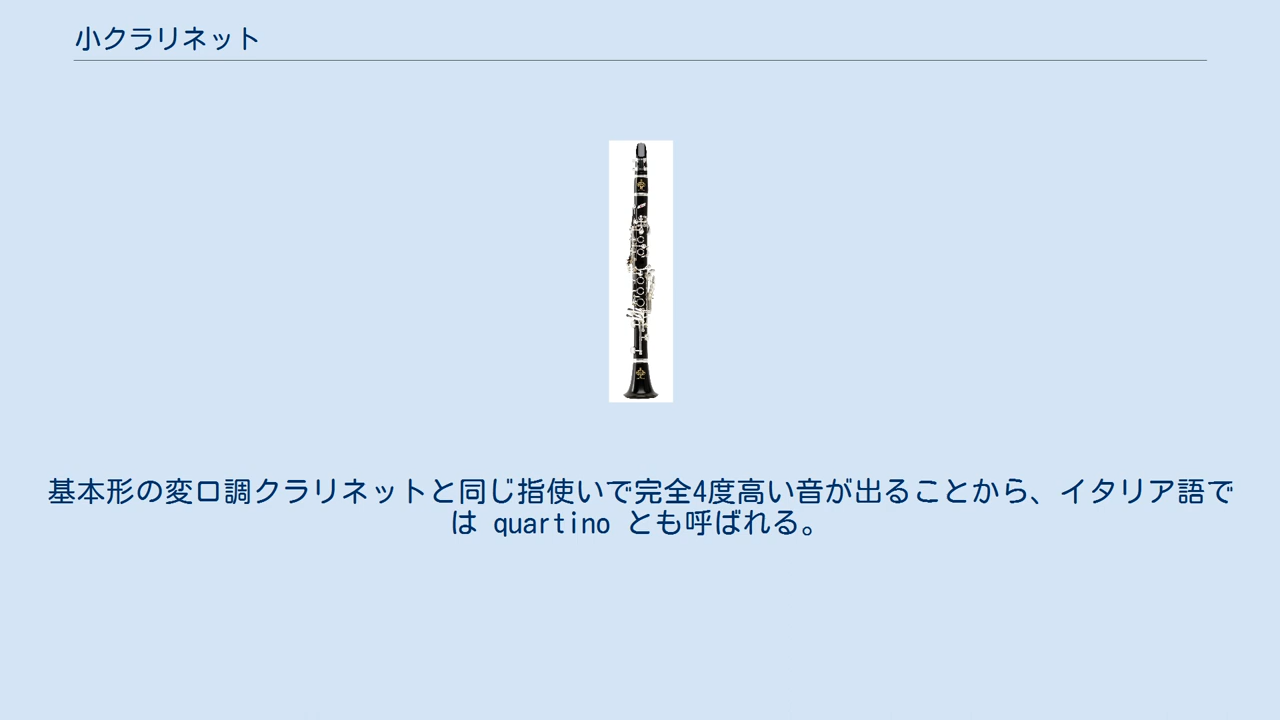 小クラリネット
基本形の変ロ調クラリネットと同じ指使いで完全4度高い音が出ることから、イタリア語で
は quartino とも呼ばれる。